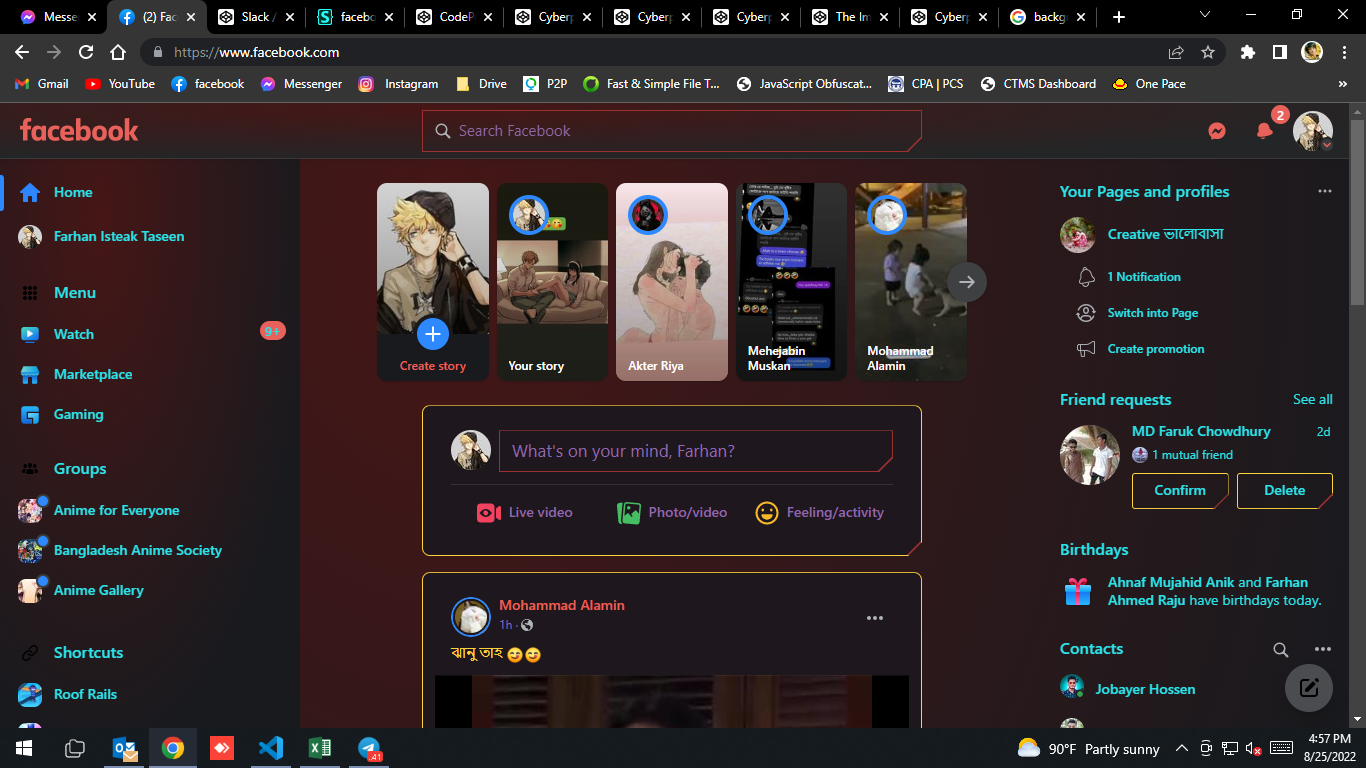 Messe
(2) Fac
Slack /
facebo
CodeP
Cyberp
Cyberp
Cyberp
The Im
Cyberp
backgr
https://www.facebook.com
Gmail
YouTube
facebook
Messenger
Instagram
Drive
P2P
Fast & Simple File T...
JavaScript Obfuscat...
CPA | PCS
CTMS Dashboard
One Pace
»
facebook
Search Facebook
2
Home
Farhan Isteak Taseen
Menu
Watch
9+
Marketplace
Gaming
Groups
Anime for Everyone
Bangladesh Anime Society
Anime Gallery
Shortcuts
Roof Rails
Create story
Your story
Akter Riya
Mehejabin
Muskan
Mohammad
Alamin
What's on your mind, Farhan?
Live video
Photo/video
Feeling/activity
Mohammad Alamin
1h ·
ঝানু তাহ 😋😋
Your Pages and profiles
Creative ভালোবাসা
1 Notification
Switch into Page
Create promotion
Friend requests
See all
MD Faruk Chowdhury
2d
1 mutual friend
Confirm
Delete
Birthdays
Ahnaf Mujahid Anik and Farhan
Ahmed Raju have birthdays today.
Contacts
Jobayer Hossen
41
90°F Partly sunny
4:57 PM
8/25/2022